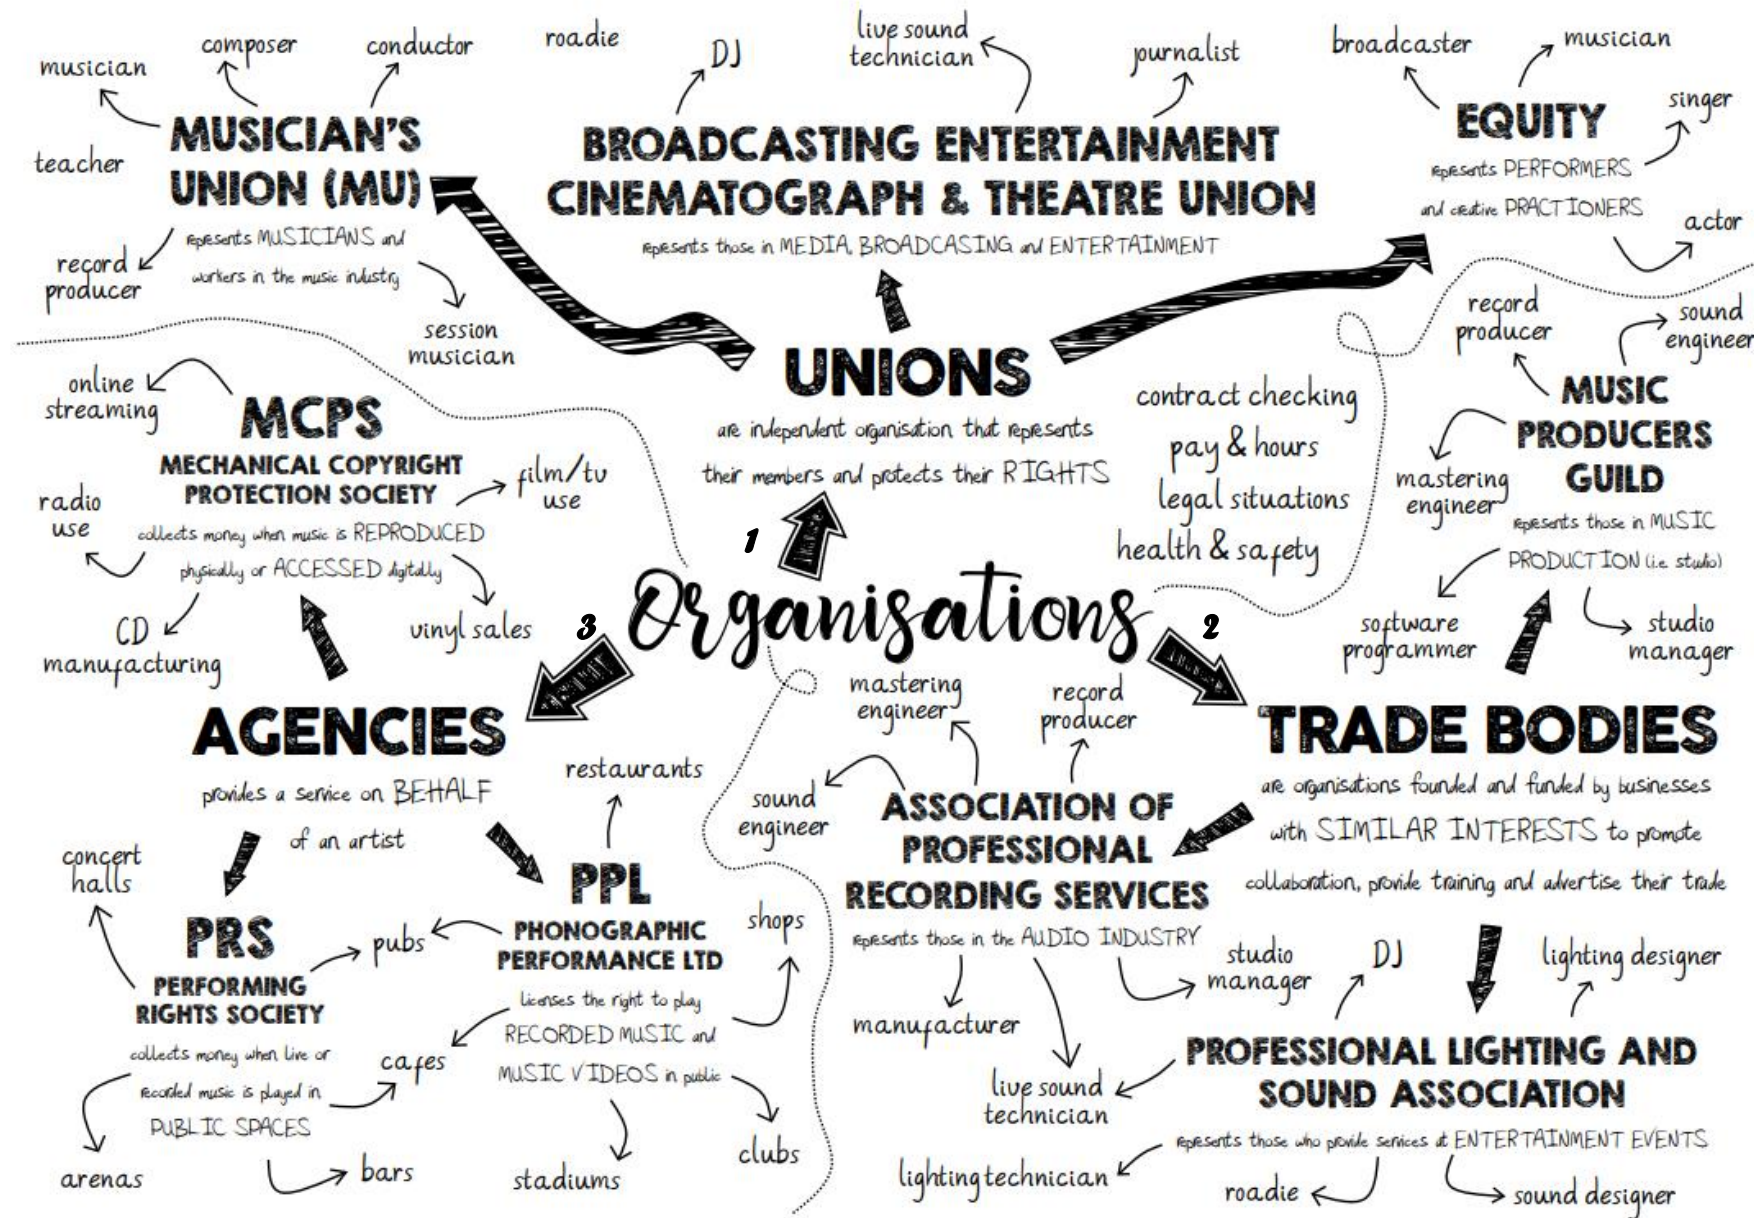 musician
composer
conductor
teacher
MUSICIAN'S
UNION (MU)
represents MUSICIANS and
workers in the music industry
record
producer
session
musician
roadie
DJ
live sound
technician
journalist
BROADCASTING ENTERTAINMENT
CINEMATOGRAPH & THEATRE UNION
represents those in MEDIA, BROADCASING and ENTERTAINMENT
broadcaster
musician
singer
EQUITY
represents PERFORMERS
and creative PRACTIONERS
actor
UNIONS
are independent organisation that represents
their members and protects their RIGHTS
contract checking
pay & hours
legal situations
health & safety
1
Organisations
2
3
record
producer
sound
engineer
MUSIC
PRODUCERS
GUILD
mastering
engineer
represents those in MUSIC
PRODUCTION (i.e. studio)
software
programmer
studio
manager
TRADE BODIES
are organisations founded and funded by businesses
with SIMILAR INTERESTS to promote
collaboration, provide training and advertise their trade
mastering
engineer
record
producer
sound
engineer
ASSOCIATION OF
PROFESSIONAL
RECORDING SERVICES
represents those in the AUDIO INDUSTRY
studio
manager
manufacturer
live sound
technician
DJ
lighting designer
PROFESSIONAL LIGHTING AND
SOUND ASSOCIATION
represents those who provide services at ENTERTAINMENT EVENTS
lighting technician
roadie
sound designer
online
streaming
MCPS
MECHANICAL COPYRIGHT
PROTECTION SOCIETY
collects money when music is REPRODUCED
physically or ACCESSED digitally
radio
use
film/tv
use
CD
manufacturing
vinyl sales
AGENCIES
provides a service on BEHALF
of an artist
concert
halls
PRS
PERFORMING
RIGHTS SOCIETY
collects money when live or
recorded music is played in
PUBLIC SPACES
arenas
bars
pubs
cafes
restaurants
PPL
PHONOGRAPHIC
PERFORMANCE LTD
licenses the right to play
RECORDED MUSIC and
MUSIC VIDEOS in public
shops
stadiums
clubs